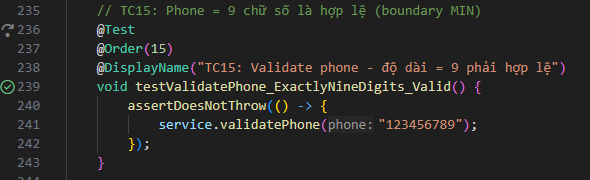 235 // TC15: Phone = 9 chữ số là hợp lệ (boundary MIN)
236 @Test
237 @Order(15)
238 @DisplayName("TC15: Validate phone - độ dài = 9 phải hợp lệ")
239 void testValidatePhone_ExactlyNineDigits_Valid() {
240 assertDoesNotThrow(() -> {
241 service.validatePhone(phone: "123456789");
242 });
243 }